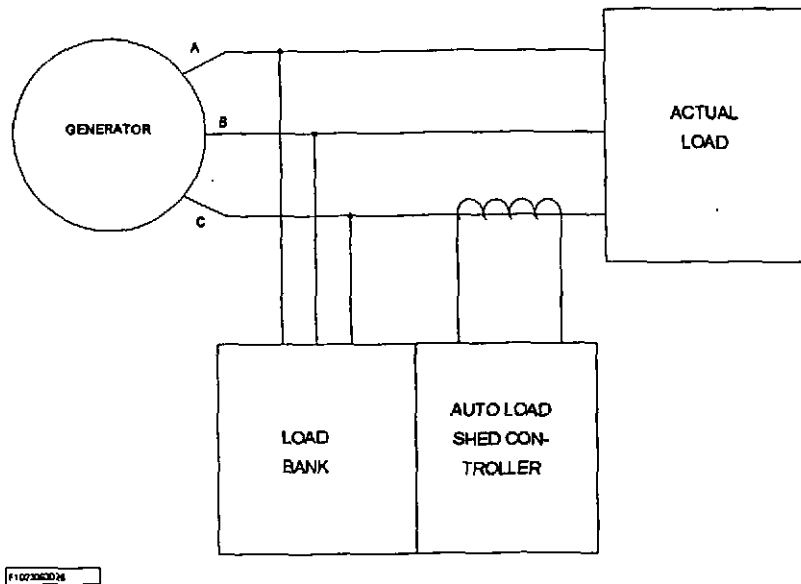 A
GENERATOR
B
C
ACTUAL
LOAD
LOAD
BANK
AUTO LOAD
SHED CON-
TROLLER